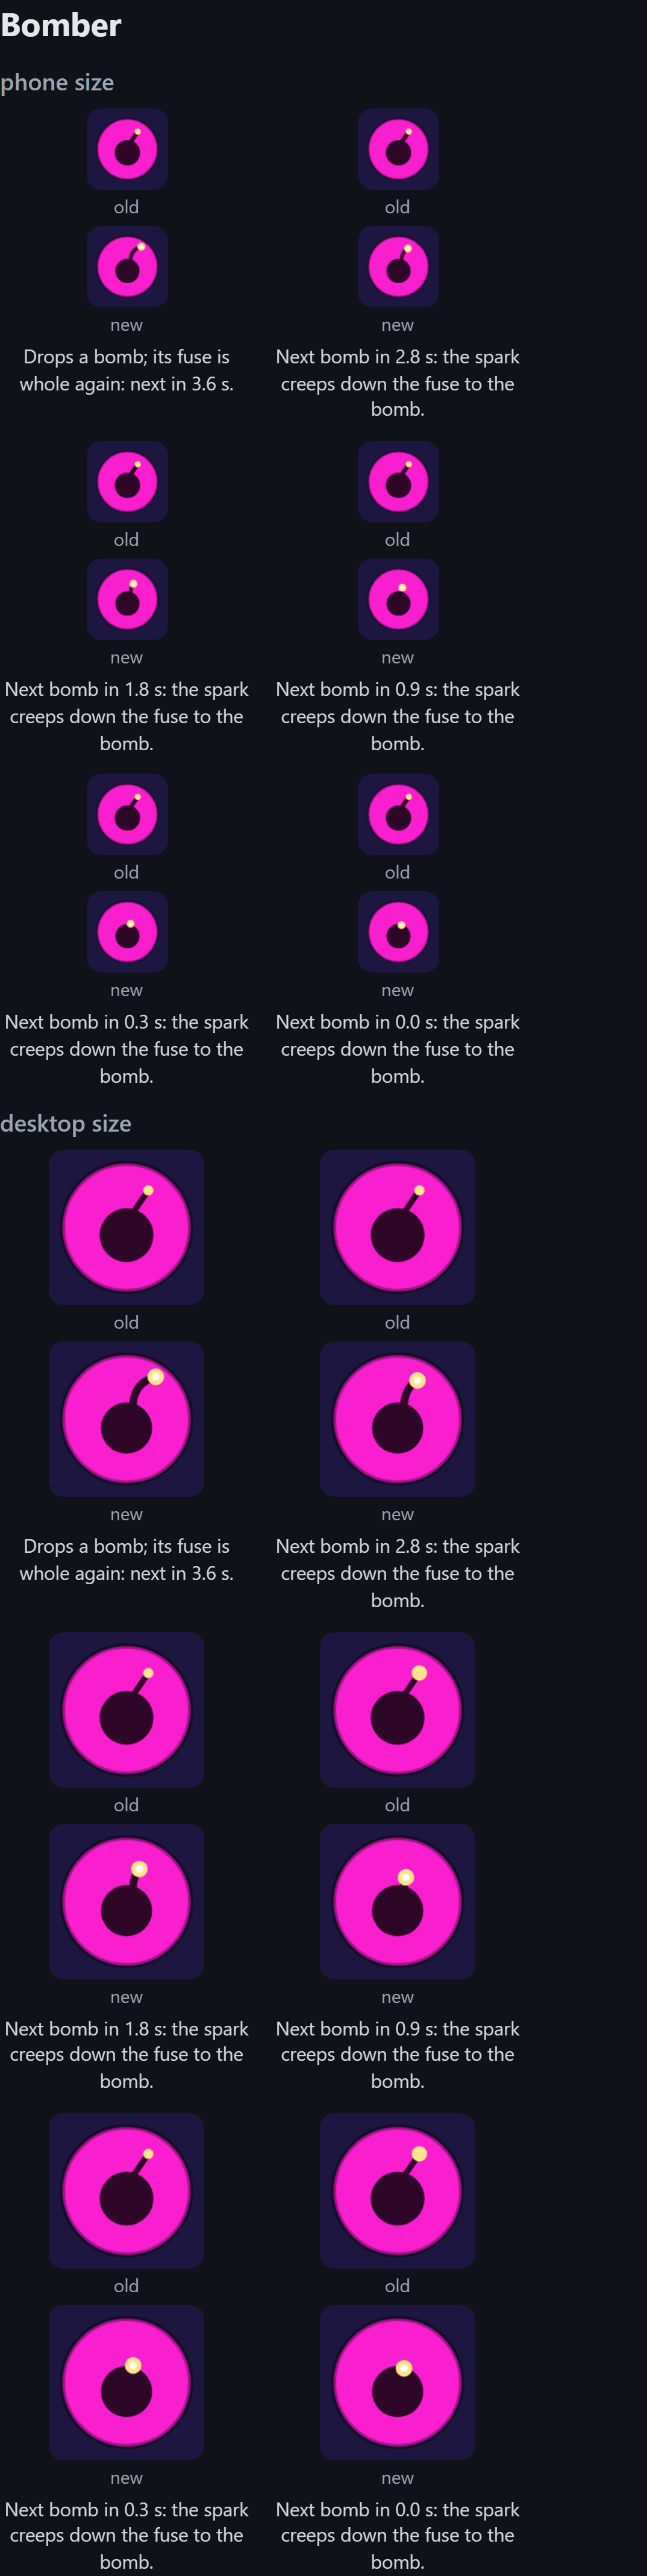 Bomber
phone size
old old
new new
Drops a bomb; its fuse is
whole again: next in 3.6 s.
Next bomb in 2.8 s: the spark
creeps down the fuse to the
bomb.
old old
new new
Next bomb in 1.8 s: the spark
creeps down the fuse to the
bomb.
Next bomb in 0.9 s: the spark
creeps down the fuse to the
bomb.
old old
new new
Next bomb in 0.3 s: the spark
creeps down the fuse to the
bomb.
Next bomb in 0.0 s: the spark
creeps down the fuse to the
bomb.
desktop size
old old
new new
Drops a bomb; its fuse is
whole again: next in 3.6 s.
Next bomb in 2.8 s: the spark
creeps down the fuse to the
bomb.
old old
new new
Next bomb in 1.8 s: the spark
creeps down the fuse to the
bomb.
Next bomb in 0.9 s: the spark
creeps down the fuse to the
bomb.
old old
new new
Next bomb in 0.3 s: the spark
creeps down the fuse to the
bomb.
Next bomb in 0.0 s: the spark
creeps down the fuse to the
bomb.